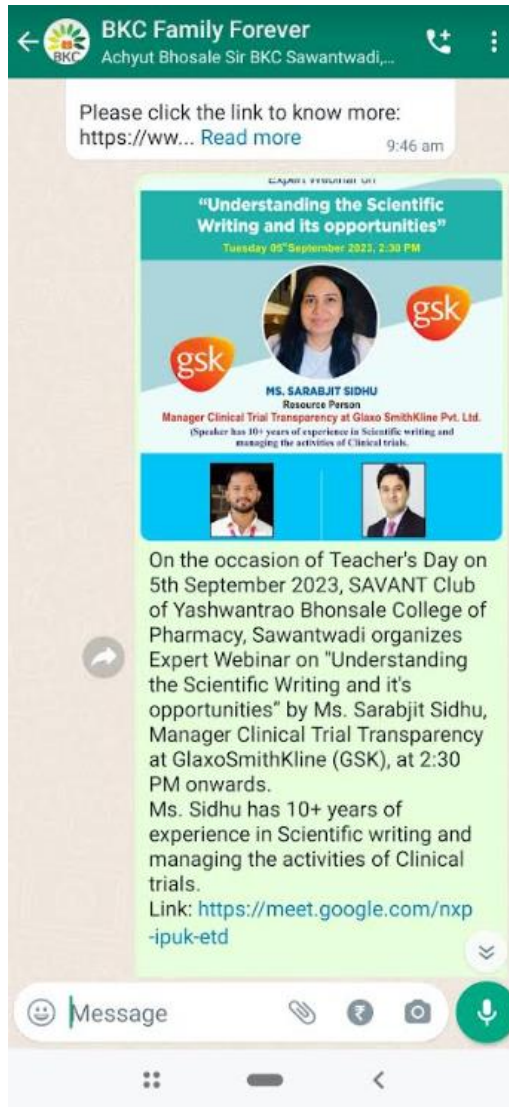 BKC Family Forever
BKC
Achyut Bhosale Sir BKC Sawantwadi,...
Please click the link to know more:
https://ww... Read more
9:46 am
Expert Webinar on
“Understanding the Scientific
Writing and its opportunities”
Tuesday 05th September 2023, 2:30 PM
gsk
gsk
MS. SARABJIT SIDHU
Resource Person
Manager Clinical Trial Transparency at Glaxo SmithKline Pvt. Ltd.
(Speaker has 10+ years of experience in Scientific writing and
managing the activities of Clinical trials.
On the occasion of Teacher's Day on
5th September 2023, SAVANT Club
of Yashwantrao Bhonsale College of
Pharmacy, Sawantwadi organizes
Expert Webinar on "Understanding
the Scientific Writing and it's
opportunities” by Ms. Sarabjit Sidhu,
Manager Clinical Trial Transparency
at GlaxoSmithKline (GSK), at 2:30
PM onwards.
Ms. Sidhu has 10+ years of
experience in Scientific writing and
managing the activities of Clinical
trials.
Link: https://meet.google.com/nxp
-ipuk-etd
Message